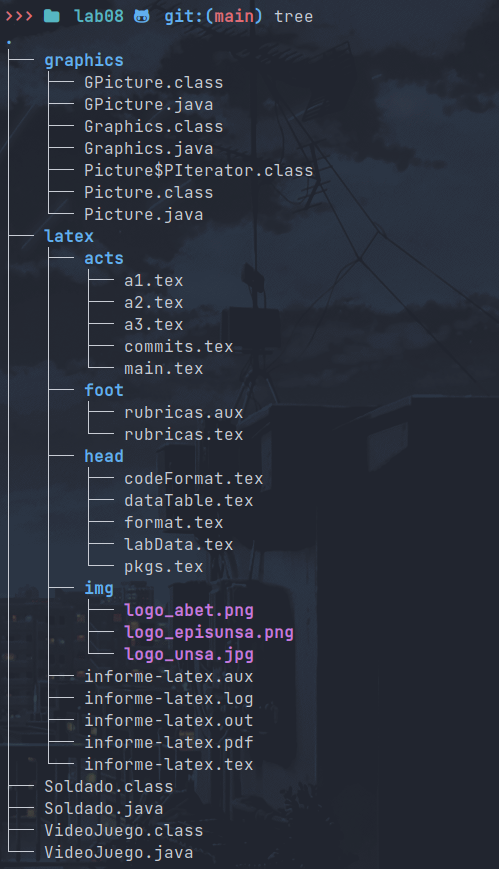 >>> lab08 git:(main) tree
.
├── graphics
│   ├── GPicture.class
│   ├── GPicture.java
│   ├── Graphics.class
│   ├── Graphics.java
│   ├── Picture$PIterator.class
│   ├── Picture.class
│   └── Picture.java
├── latex
│   ├── acts
│   │   ├── a1.tex
│   │   ├── a2.tex
│   │   ├── a3.tex
│   │   ├── commits.tex
│   │   └── main.tex
│   ├── foot
│   │   ├── rubricas.aux
│   │   └── rubricas.tex
│   ├── head
│   │   ├── codeFormat.tex
│   │   ├── dataTable.tex
│   │   ├── format.tex
│   │   ├── labData.tex
│   │   └── pkgs.tex
│   ├── img
│   │   ├── logo_abet.png
│   │   ├── logo_episunsa.png
│   │   └── logo_unsa.jpg
│   ├── informe-latex.aux
│   ├── informe-latex.log
│   ├── informe-latex.out
│   ├── informe-latex.pdf
│   └── informe-latex.tex
├── Soldado.class
├── Soldado.java
├── VideoJuego.class
└── VideoJuego.java